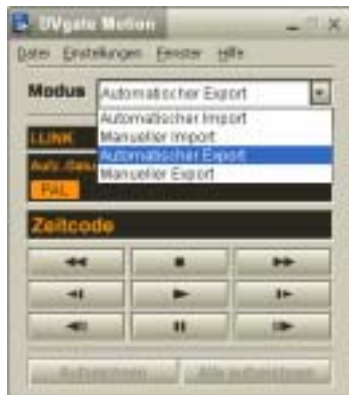 DVgate Motion
Datei Einstellungen Fenster Hilfe
Modus Automatischer Export
Automatischer Import
Manueller Import
Automatischer Export
Manueller Export
i.LINK
PAL
Zeitcode